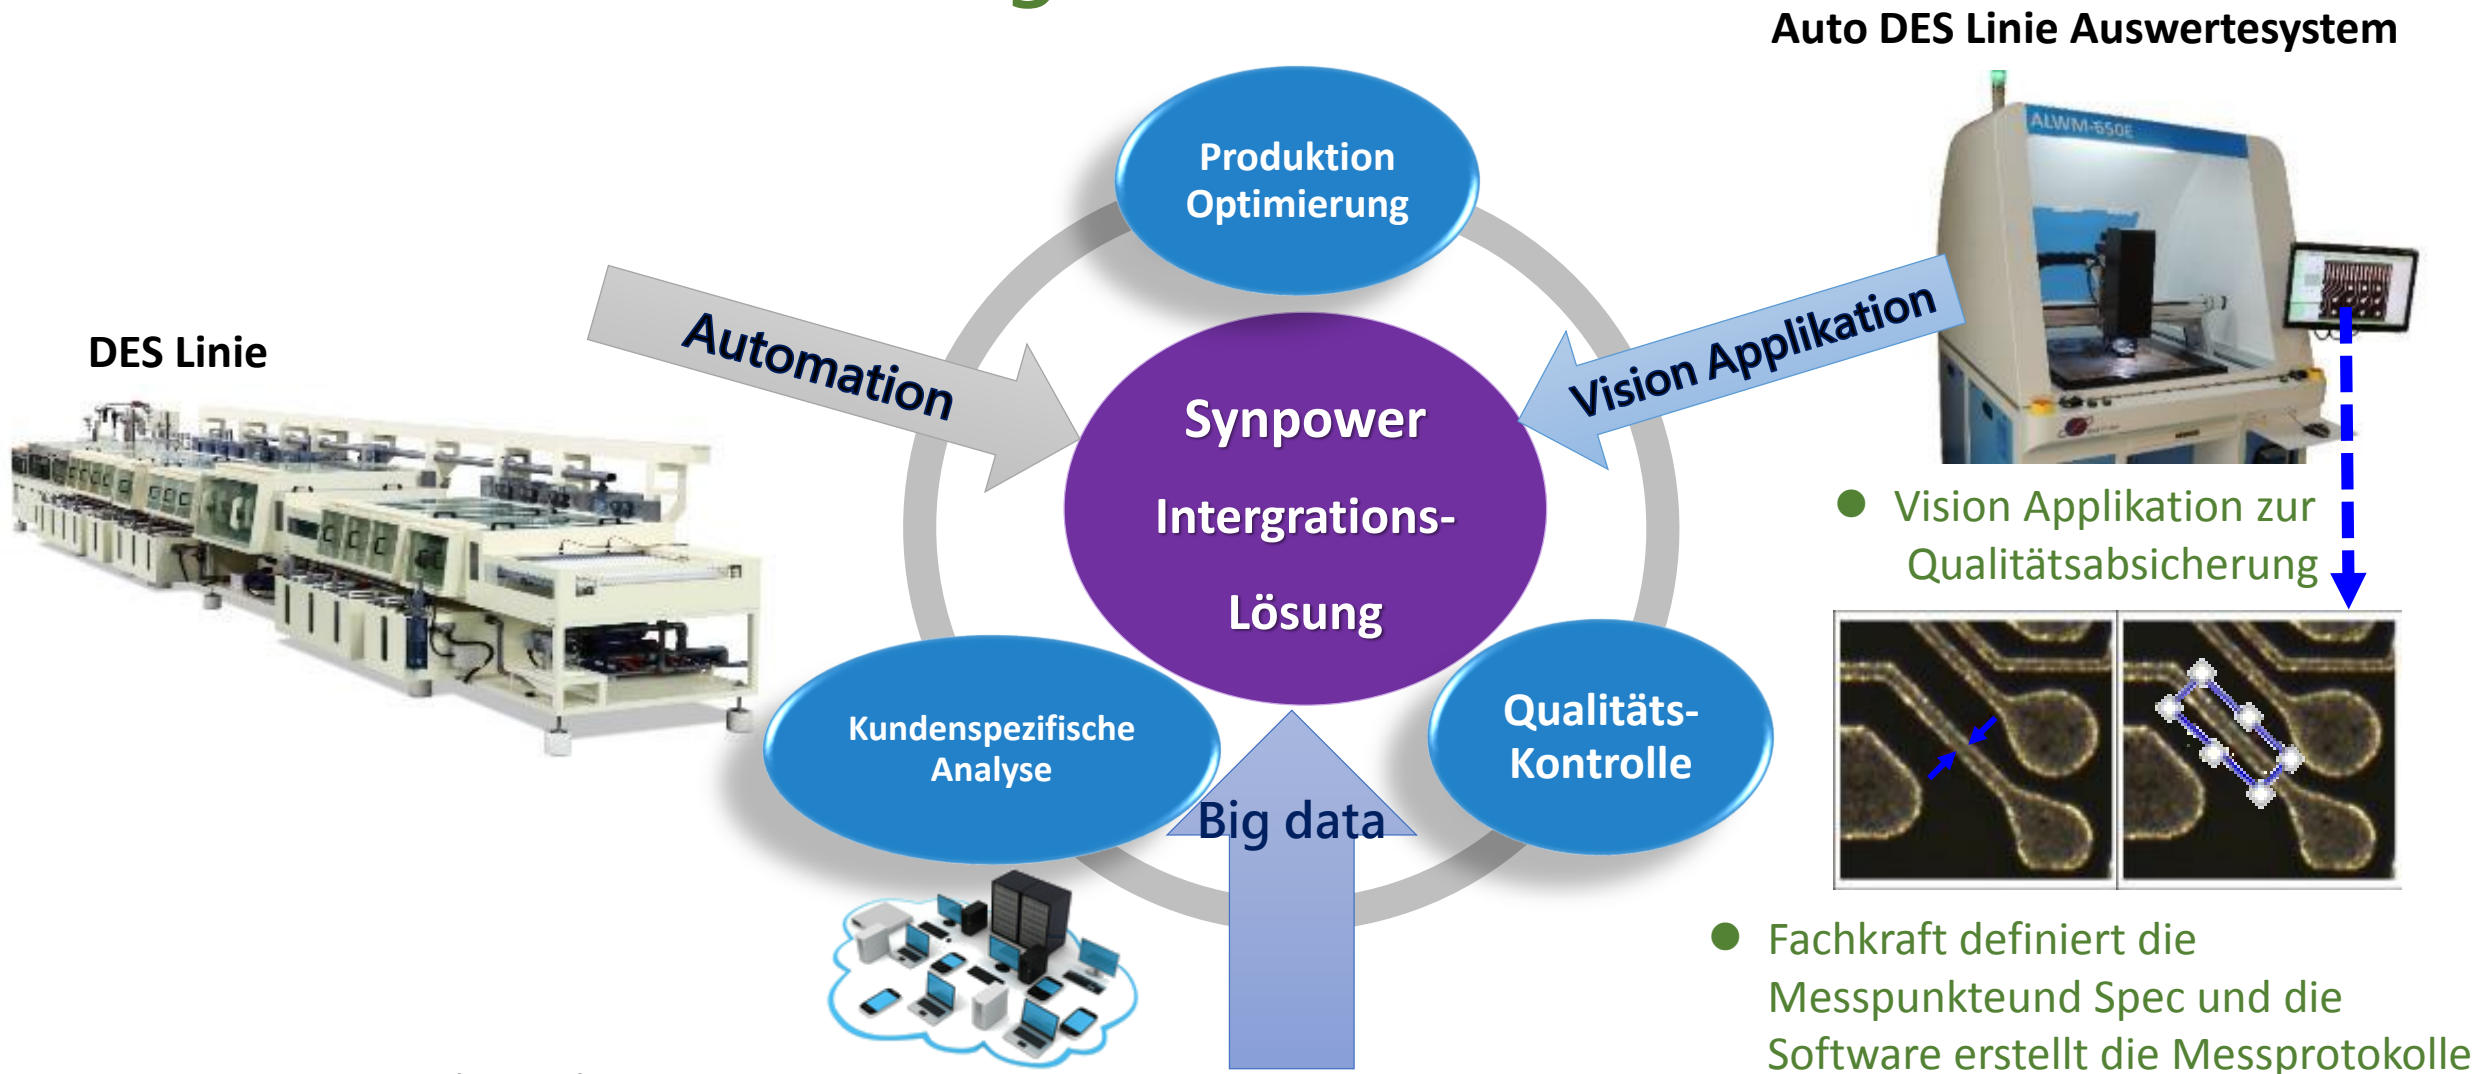 Auto DES Linie Auswertesystem
ALWM-650E
Produktion
Optimierung
Automation
Vision Applikation
DES Linie
Synpower
Intergrations-
Lösung
Vision Applikation zur
Qualitätsabsicherung
Kundenspezifische
Analyse
Qualitäts-
Kontrolle
Big data
Fachkraft definiert die
Messpunkteund Spec und die
Software erstellt die Messprotokolle